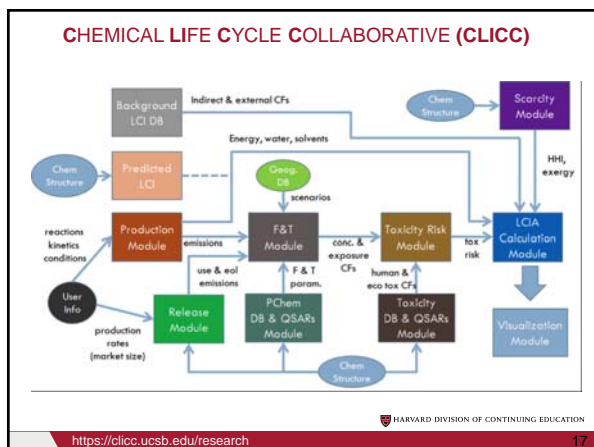 CHEMICAL LIFE CYCLE COLLABORATIVE (CLICC)
Background
LCI DB
Indirect & external CFs
Chem
Structure
Scarcity
Module
Energy, water, solvents
Chem
Structure
Predicted
LCI
Geog.
DB
scenarios
HHI,
exergy
reactions
kinetics
conditions
Production
Module
emissions
F&T
Module
conc. &
exposure
CFs
Toxicity Risk
Module
tox
risk
LCIA
Calculation
Module
use & eol
emissions
F & T
param.
human &
eco tox CFs
User
Info
production
rates
(market size)
Release
Module
PChem
DB & QSARs
Module
Toxicity
DB & QSARs
Module
Visualization
Module
Chem
Structure
HARVARD DIVISION OF CONTINUING EDUCATION
https://clicc.ucsb.edu/research
17